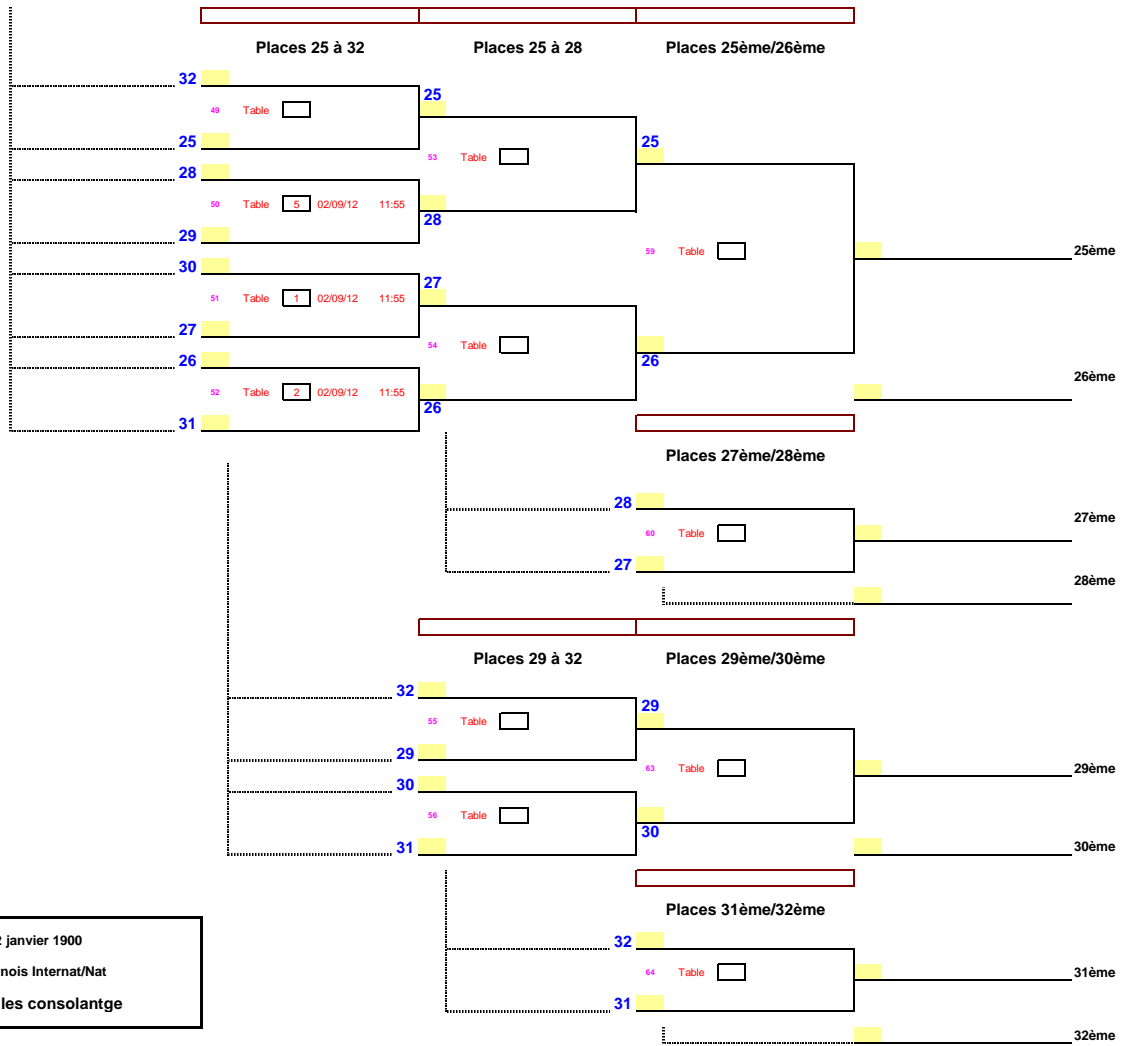 Places 25 à 32 Places 25 à 28 Places 25ème/26ème
32
25
49 Table
25
25
53 Table
28
50 Table 5 02/09/12 11:55
28
29
59 Table
25ème
30
27
51 Table 1 02/09/12 11:55
27
54 Table
26
26
26ème
52 Table 2 02/09/12 11:55
26
31
Places 27ème/28ème
28
27ème
60 Table
27
28ème
Places 29 à 32 Places 29ème/30ème
32
29
55 Table
29
63 Table
29ème
30
56 Table
30
31
30ème
Places 31ème/32ème
2 janvier 1900
32
nois Internat/Nat
64 Table
31ème
les consolantge
31
32ème